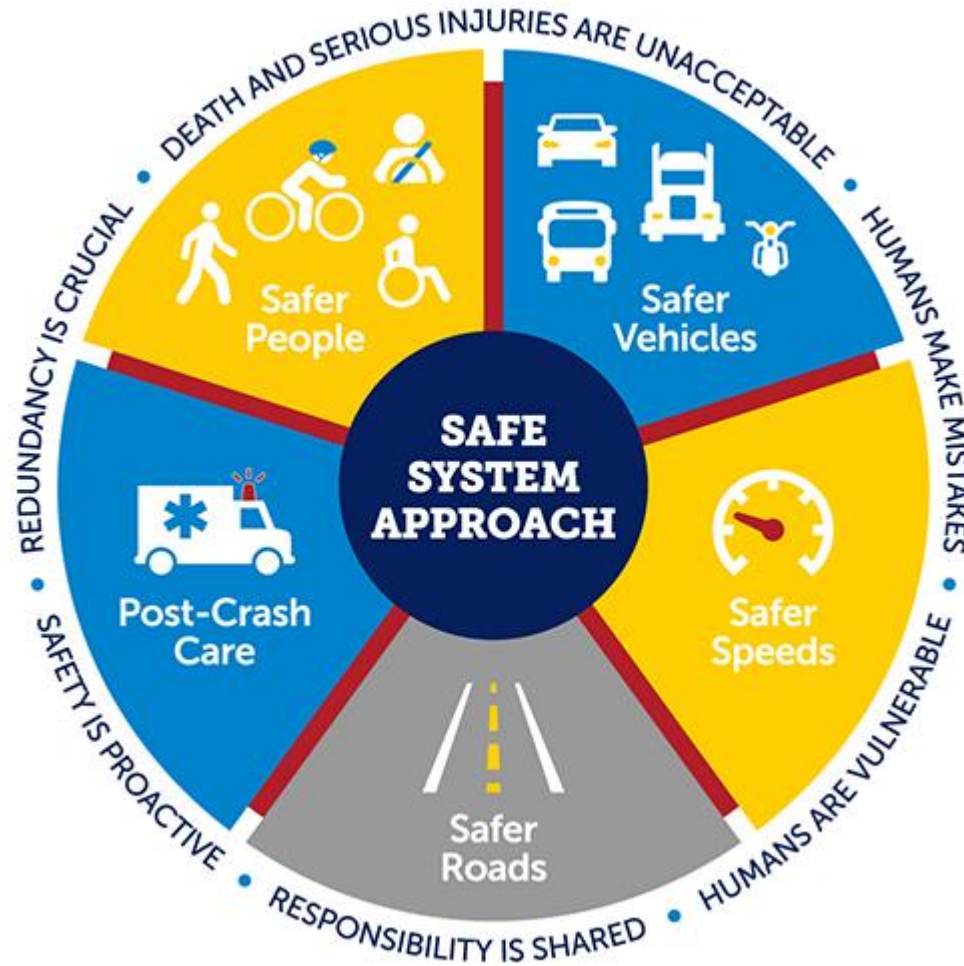 DEATH AND SERIOUS INJURIES ARE UNACCEPTABLE
HUMANS MAKE MISTAKES
HUMANS ARE VULNERABLE
RESPONSIBILITY IS SHARED
SAFETY IS PROACTIVE
REDUNDANCY IS CRUCIAL
Safer
People
Safer
Vehicles
SAFE
SYSTEM
APPROACH
Safer
Speeds
Post-Crash
Care
Safer
Roads